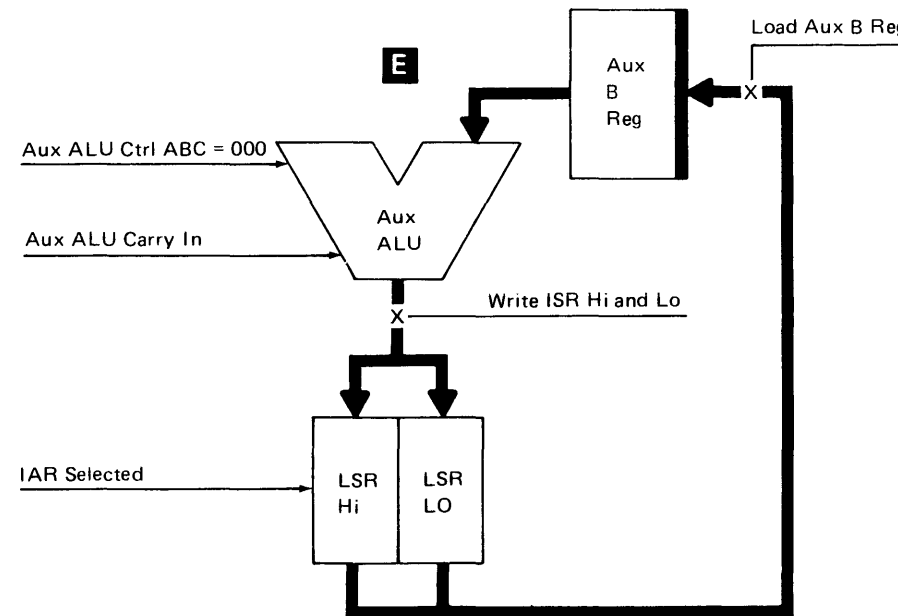 Load Aux B Reg
E
Aux
B
Reg
X
Aux ALU Ctrl ABC = 000
Aux
ALU
Aux ALU Carry In
Write ISR Hi and Lo
X
IAR Selected
LSR
Hi
LSR
LO